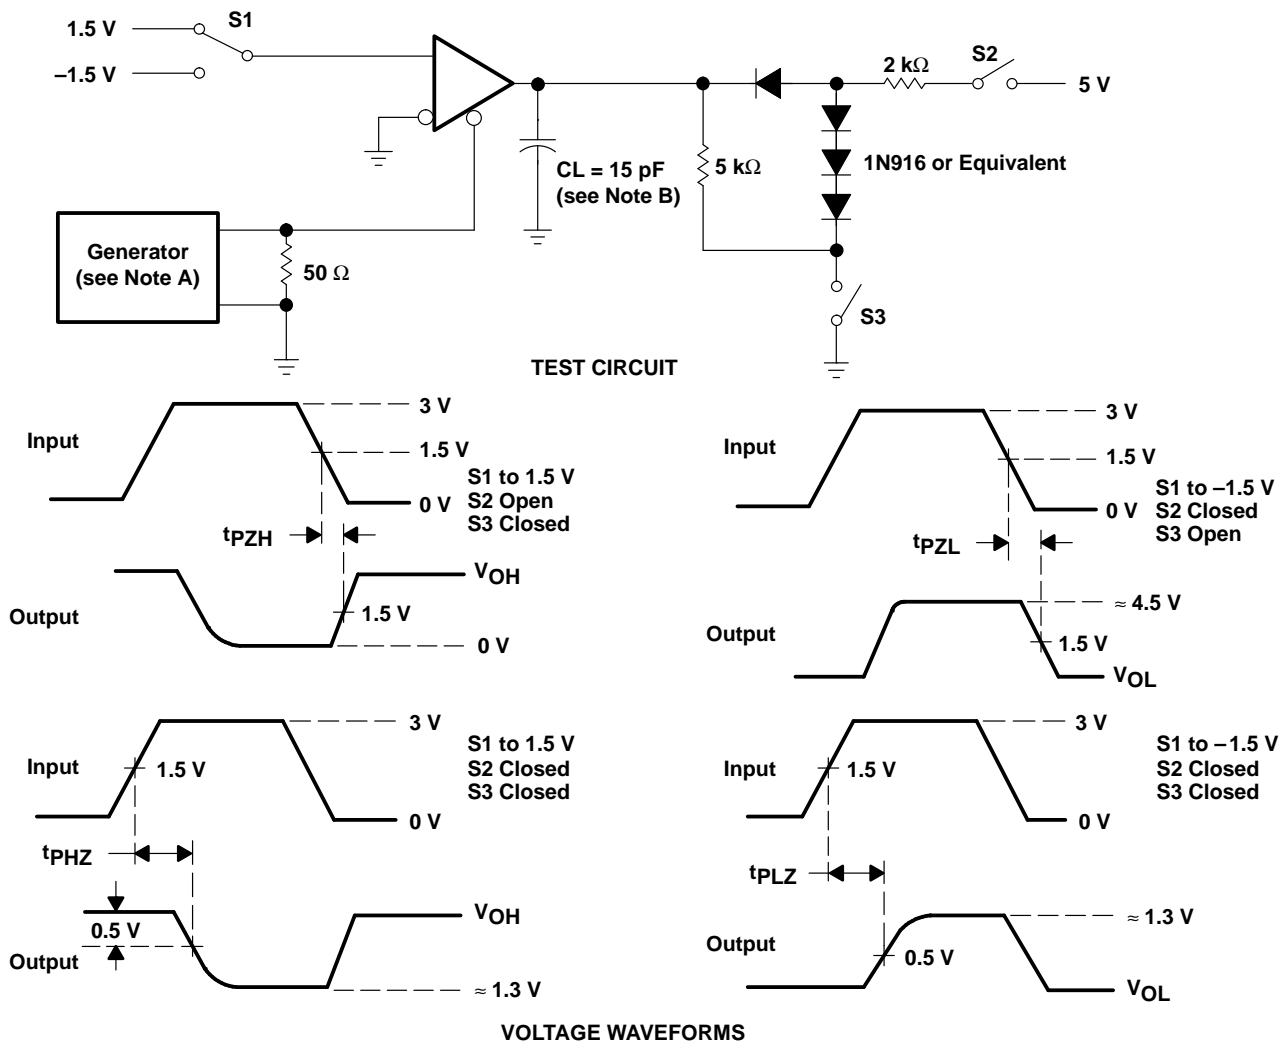 1.5 V
S1
–1.5 V
S2
2 kΩ
5 V
CL = 15 pF
(see Note B)
5 kΩ
1N916 or Equivalent
Generator
(see Note A)
50 Ω
S3
TEST CIRCUIT
Input
3 V
1.5 V
0 V
S1 to 1.5 V
S2 Open
S3 Closed
tPZH
Output
VOH
1.5 V
0 V
Input
3 V
1.5 V
0 V
S1 to –1.5 V
S2 Closed
S3 Open
tPZL
Output
≈ 4.5 V
1.5 V
VOL
Input
3 V
1.5 V
0 V
S1 to 1.5 V
S2 Closed
S3 Closed
tPHZ
0.5 V
Output
VOH
≈ 1.3 V
Input
3 V
1.5 V
0 V
S1 to –1.5 V
S2 Closed
S3 Closed
tPLZ
Output
≈ 1.3 V
0.5 V
VOL
VOLTAGE WAVEFORMS